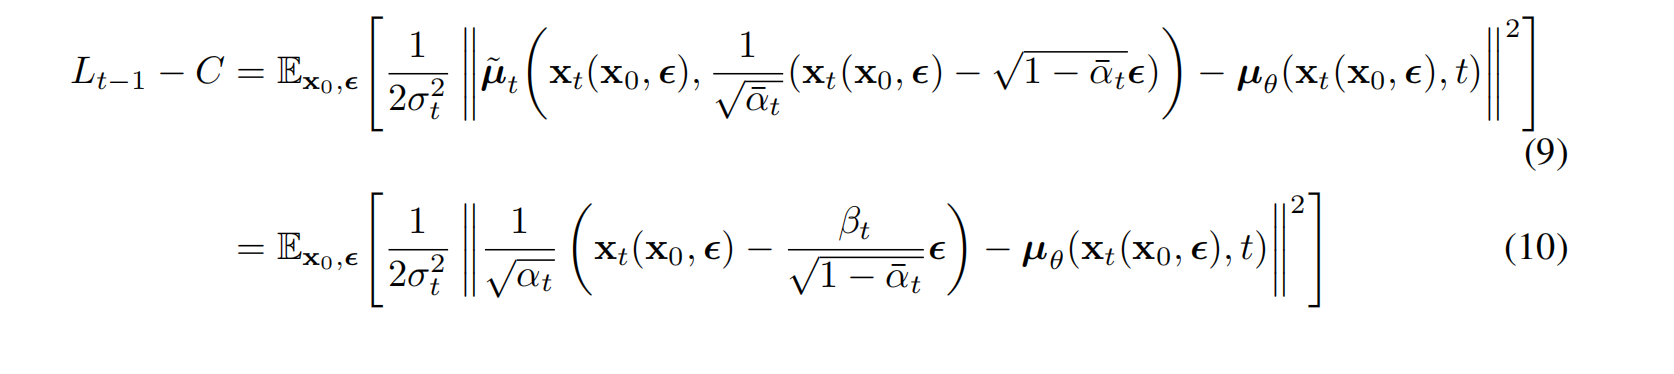 L_{t-1} - C = \mathbb{E}_{\mathbf{x}_0, \boldsymbol{\epsilon}} \left[ \frac{1}{2\sigma_t^2} \left\| \tilde{\boldsymbol{\mu}}_t \left( \mathbf{x}_t(\mathbf{x}_0, \boldsymbol{\epsilon}), \frac{1}{\sqrt{\bar{\alpha}_t}} (\mathbf{x}_t(\mathbf{x}_0, \boldsymbol{\epsilon}) - \sqrt{1 - \bar{\alpha}_t} \boldsymbol{\epsilon}) \right) - \boldsymbol{\mu}_\theta(\mathbf{x}_t(\mathbf{x}_0, \boldsymbol{\epsilon}), t) \right\|^2 \right]
(9)
= \mathbb{E}_{\mathbf{x}_0, \boldsymbol{\epsilon}} \left[ \frac{1}{2\sigma_t^2} \left\| \frac{1}{\sqrt{\alpha_t}} \left( \mathbf{x}_t(\mathbf{x}_0, \boldsymbol{\epsilon}) - \frac{\beta_t}{\sqrt{1 - \bar{\alpha}_t}} \boldsymbol{\epsilon} \right) - \boldsymbol{\mu}_\theta(\mathbf{x}_t(\mathbf{x}_0, \boldsymbol{\epsilon}), t) \right\|^2 \right] (10)